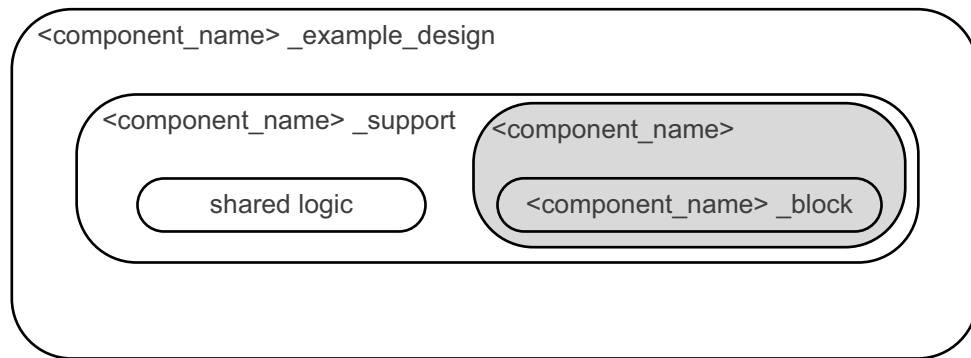 <component_name> _example_design
<component_name> _support
<component_name>
shared logic
<component_name> _block